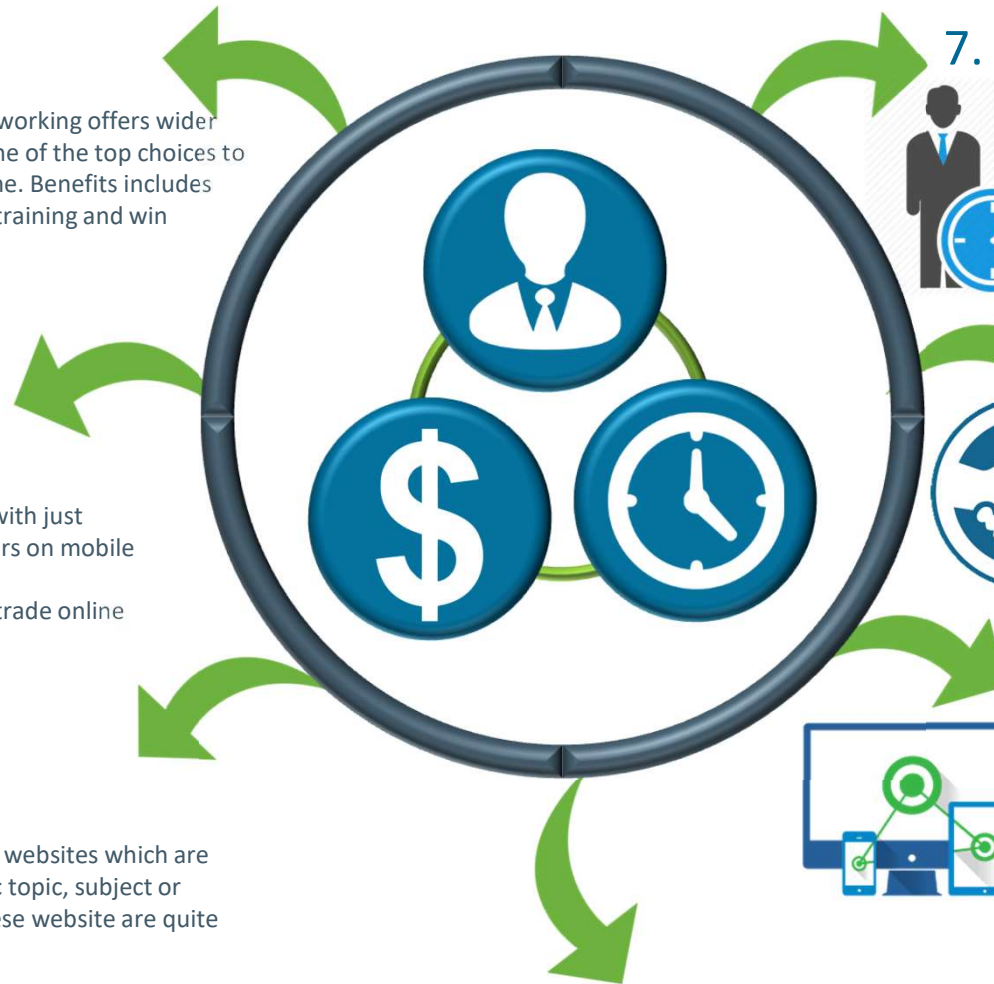 7.
working offers wider
ne of the top choices to
ne. Benefits includes
training and win
with just
rs on mobile
trade online
websites which are
topic, subject or
ese website are quite